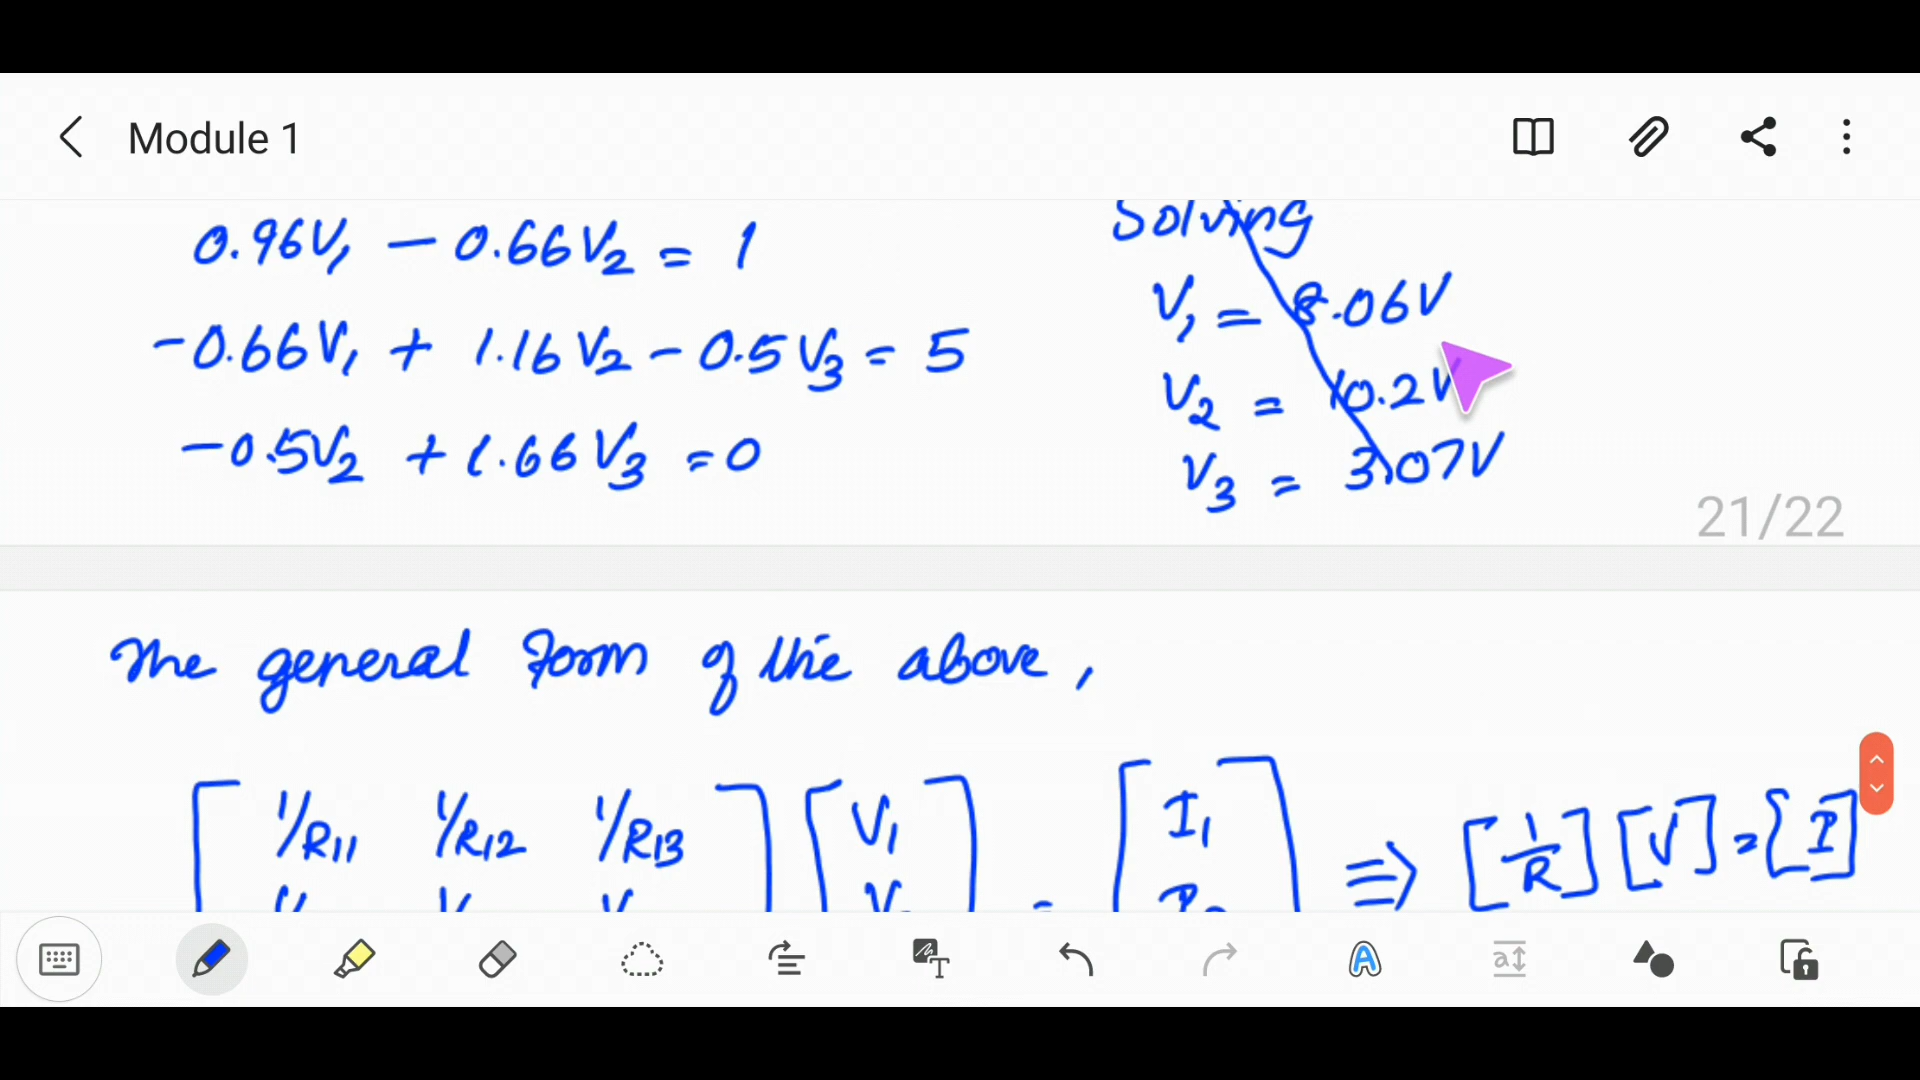 Module 1
0.96V₁ − 0.66V₂ = 1
-0.66V₁ + 1.16V₂ − 0.5V₃ = 5
-0.5V₂ + 1.66V₃ = 0
Solving
V₁ = 8.06V
V₂ = 10.2V
V₃ = 3.07V
21/22
The general form of the above,
1/R11 1/R12 1/R13 V₁ = I₁ ⇒ [1/R] [V] = [I]